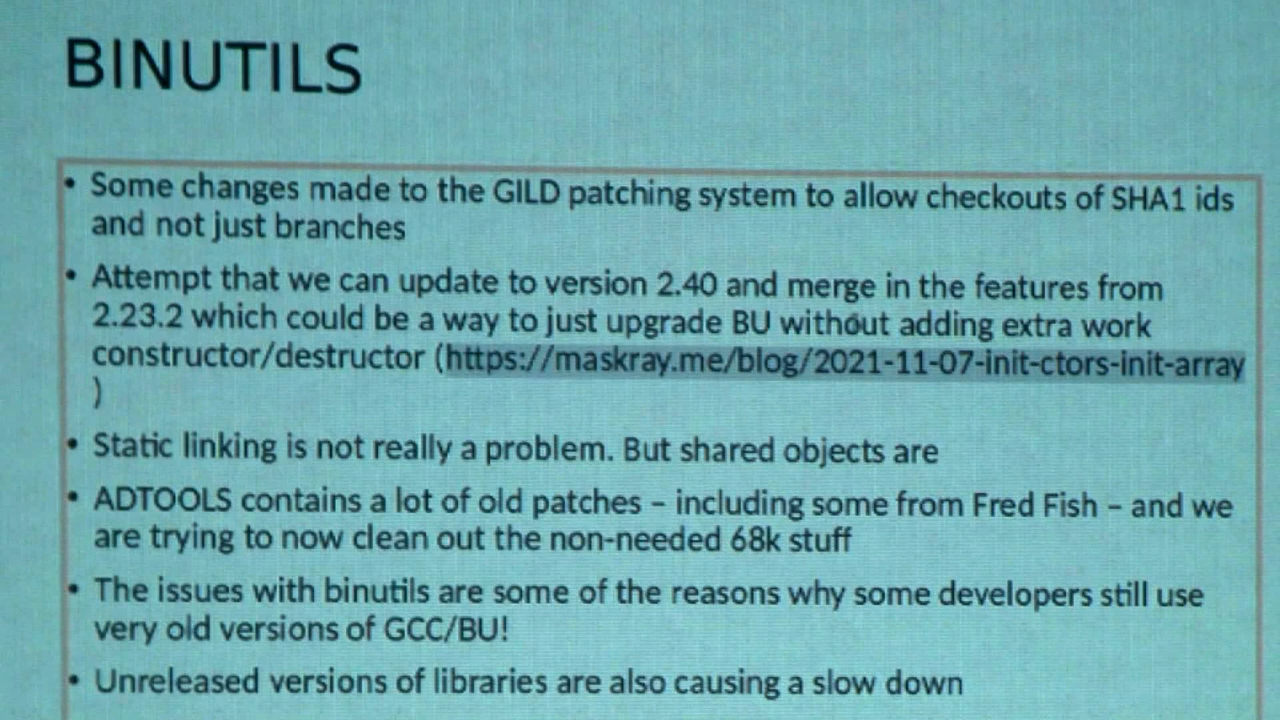 BINUTILS
• Some changes made to the GILD patching system to allow checkouts of SHA1 ids
and not just branches
• Attempt that we can update to version 2.40 and merge in the features from
2.23.2 which could be a way to just upgrade BU without adding extra work
constructor/destructor (https://maskray.me/blog/2021-11-07-init-ctors-init-array
)
• Static linking is not really a problem. But shared objects are
• ADTOOLS contains a lot of old patches – including some from Fred Fish – and we
are trying to now clean out the non-needed 68k stuff
• The issues with binutils are some of the reasons why some developers still use
very old versions of GCC/BU!
• Unreleased versions of libraries are also causing a slow down